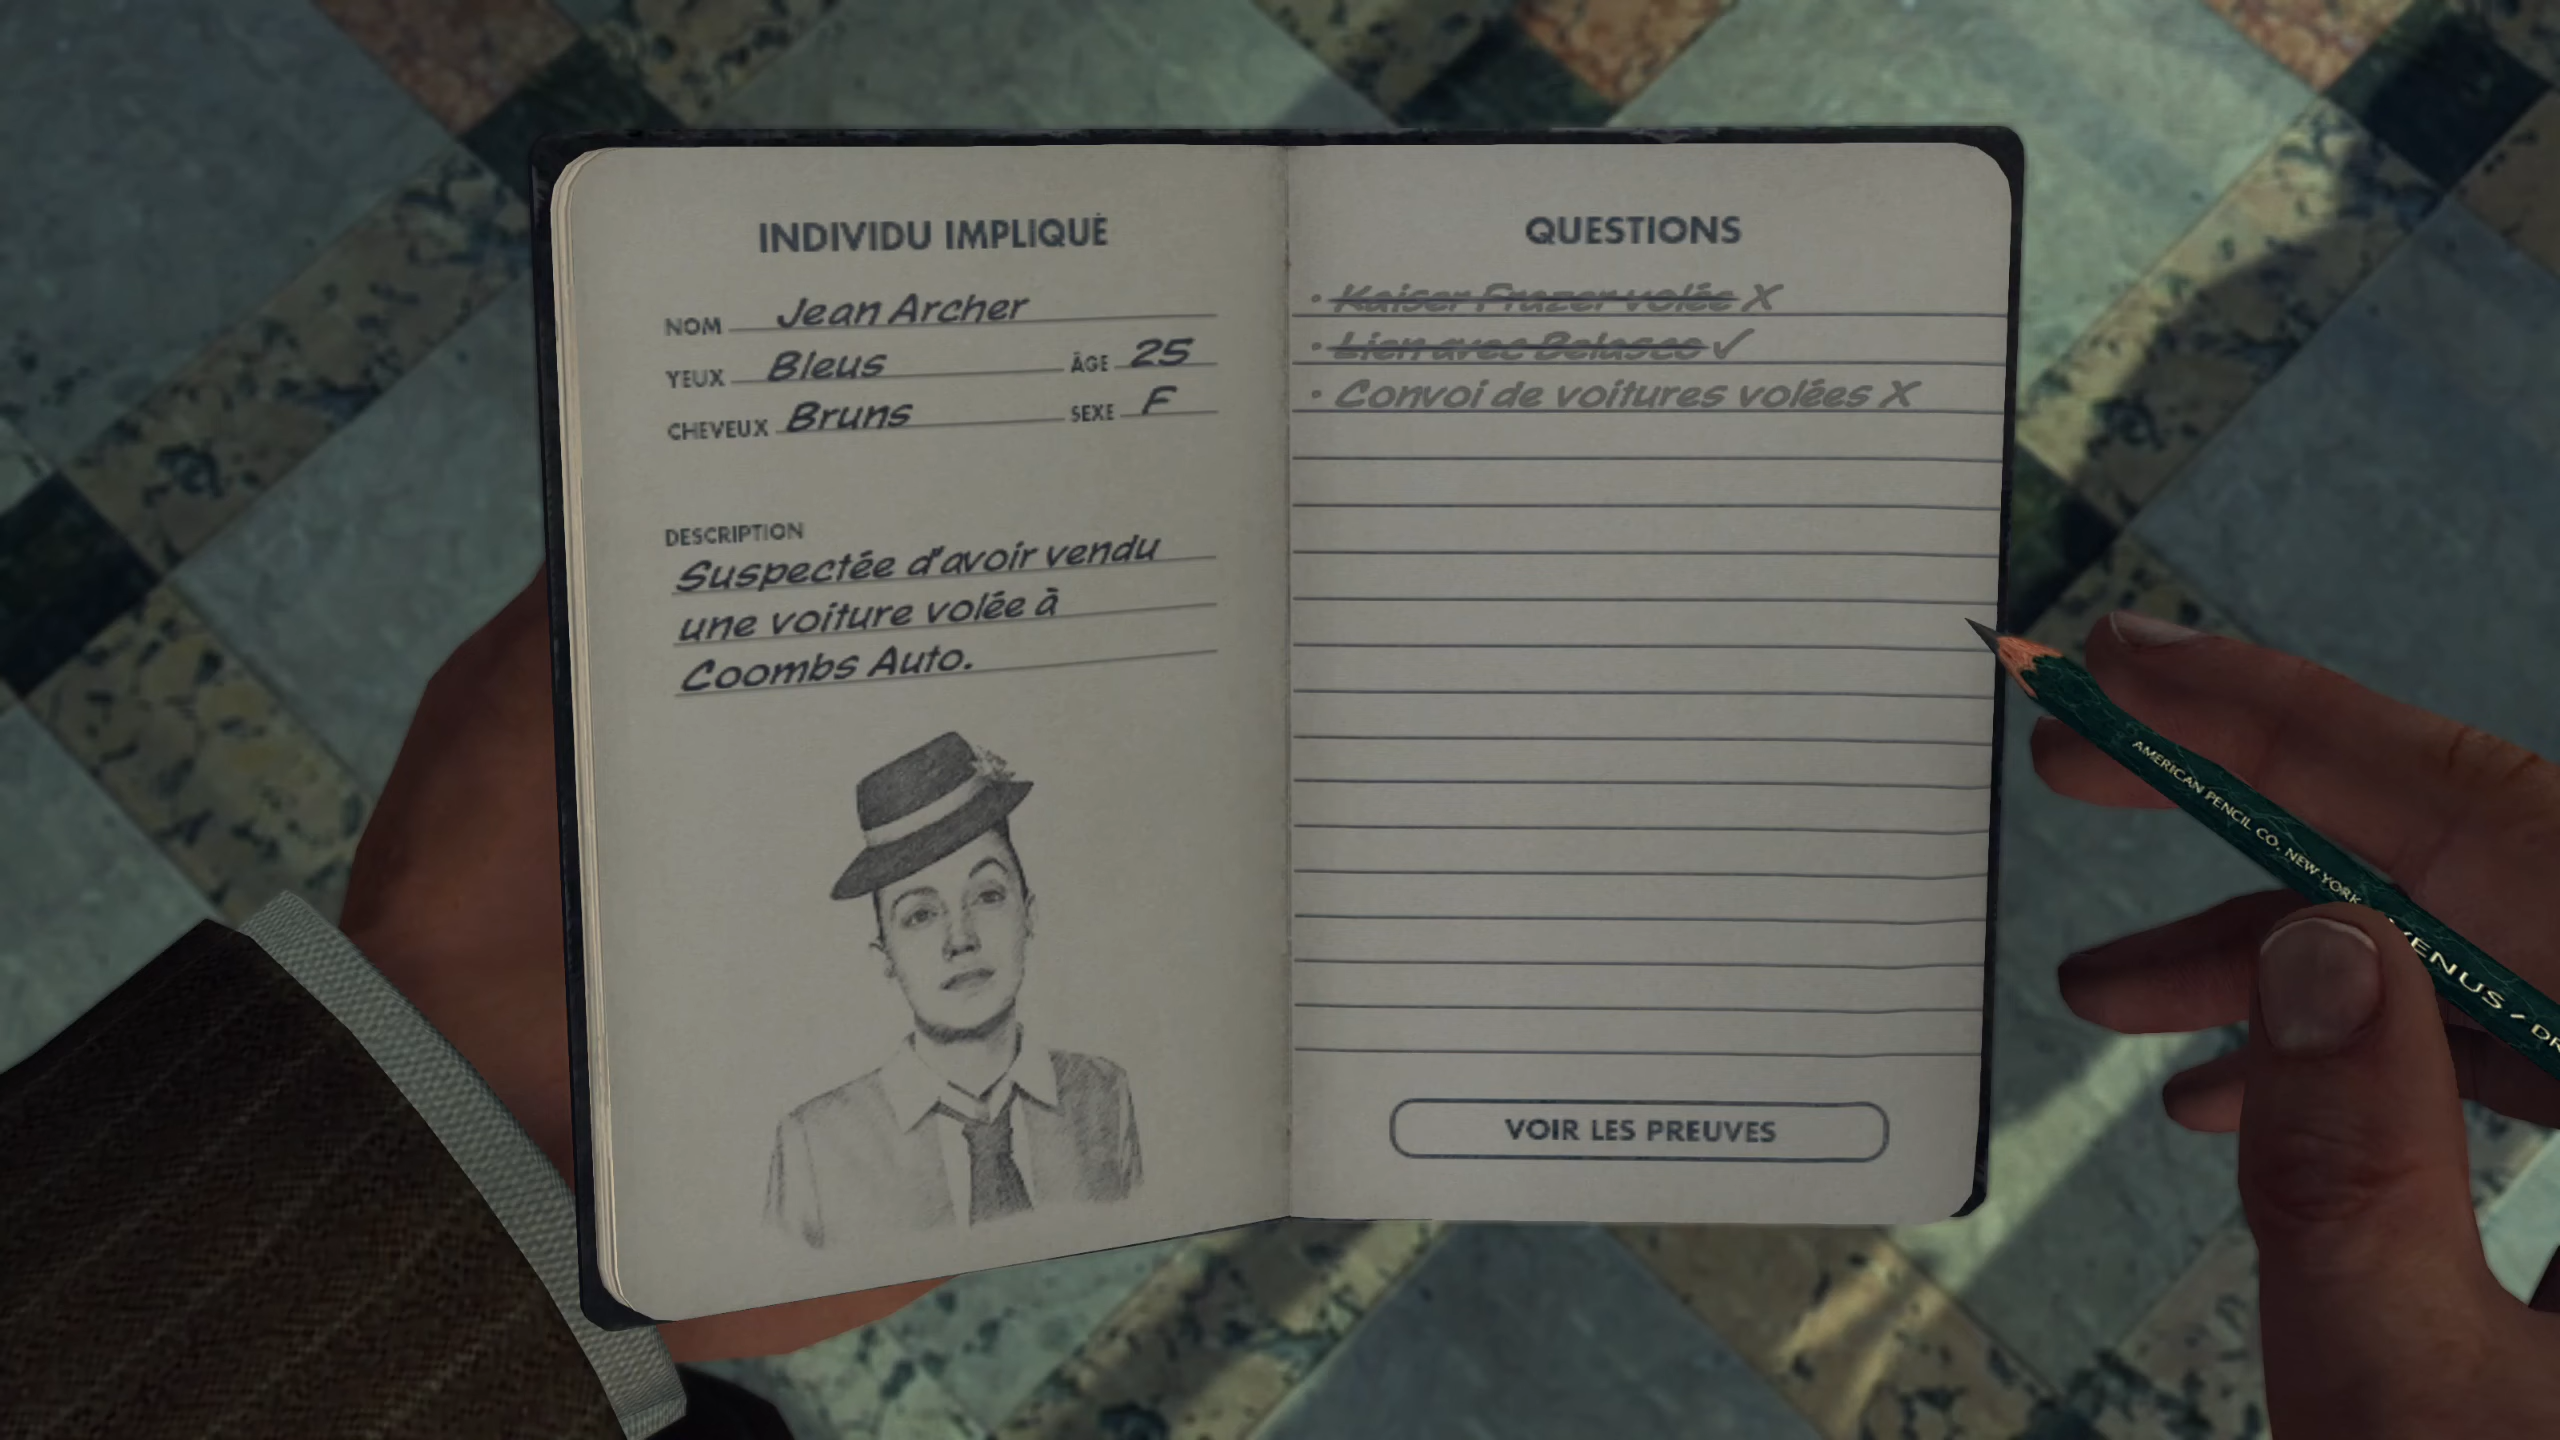 INDIVIDU IMPLIQUÉ
NOM Jean Archer
YEUX Bleus ÂGE 25
CHEVEUX Bruns SEXE F
DESCRIPTION
Suspectée d'avoir vendu
une voiture volée à
Coombs Auto.
QUESTIONS
• Kaiser Frazer volée X
• Lien avec Belasco ✓
• Convoi de voitures volées X
VOIR LES PREUVES
AMERICAN PENCIL CO. NEW YORK
VENUS / DR